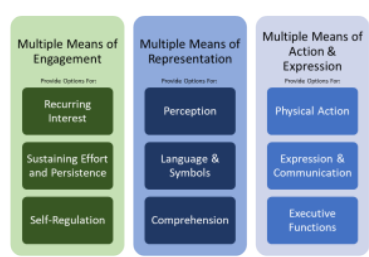 Multiple Means of
Engagement
Provide Options For:
Recurring
Interest
Sustaining Effort
and Persistence
Self-Regulation
Multiple Means of
Representation
Provide Options For:
Perception
Language &
Symbols
Comprehension
Multiple Means of
Action &
Expression
Provide Options For:
Physical Action
Expression &
Communication
Executive
Functions